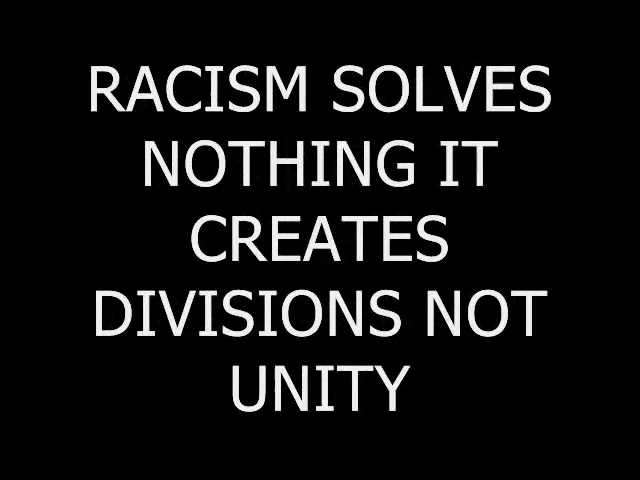 RACISM SOLVES
NOTHING IT
CREATES
DIVISIONS NOT
UNITY